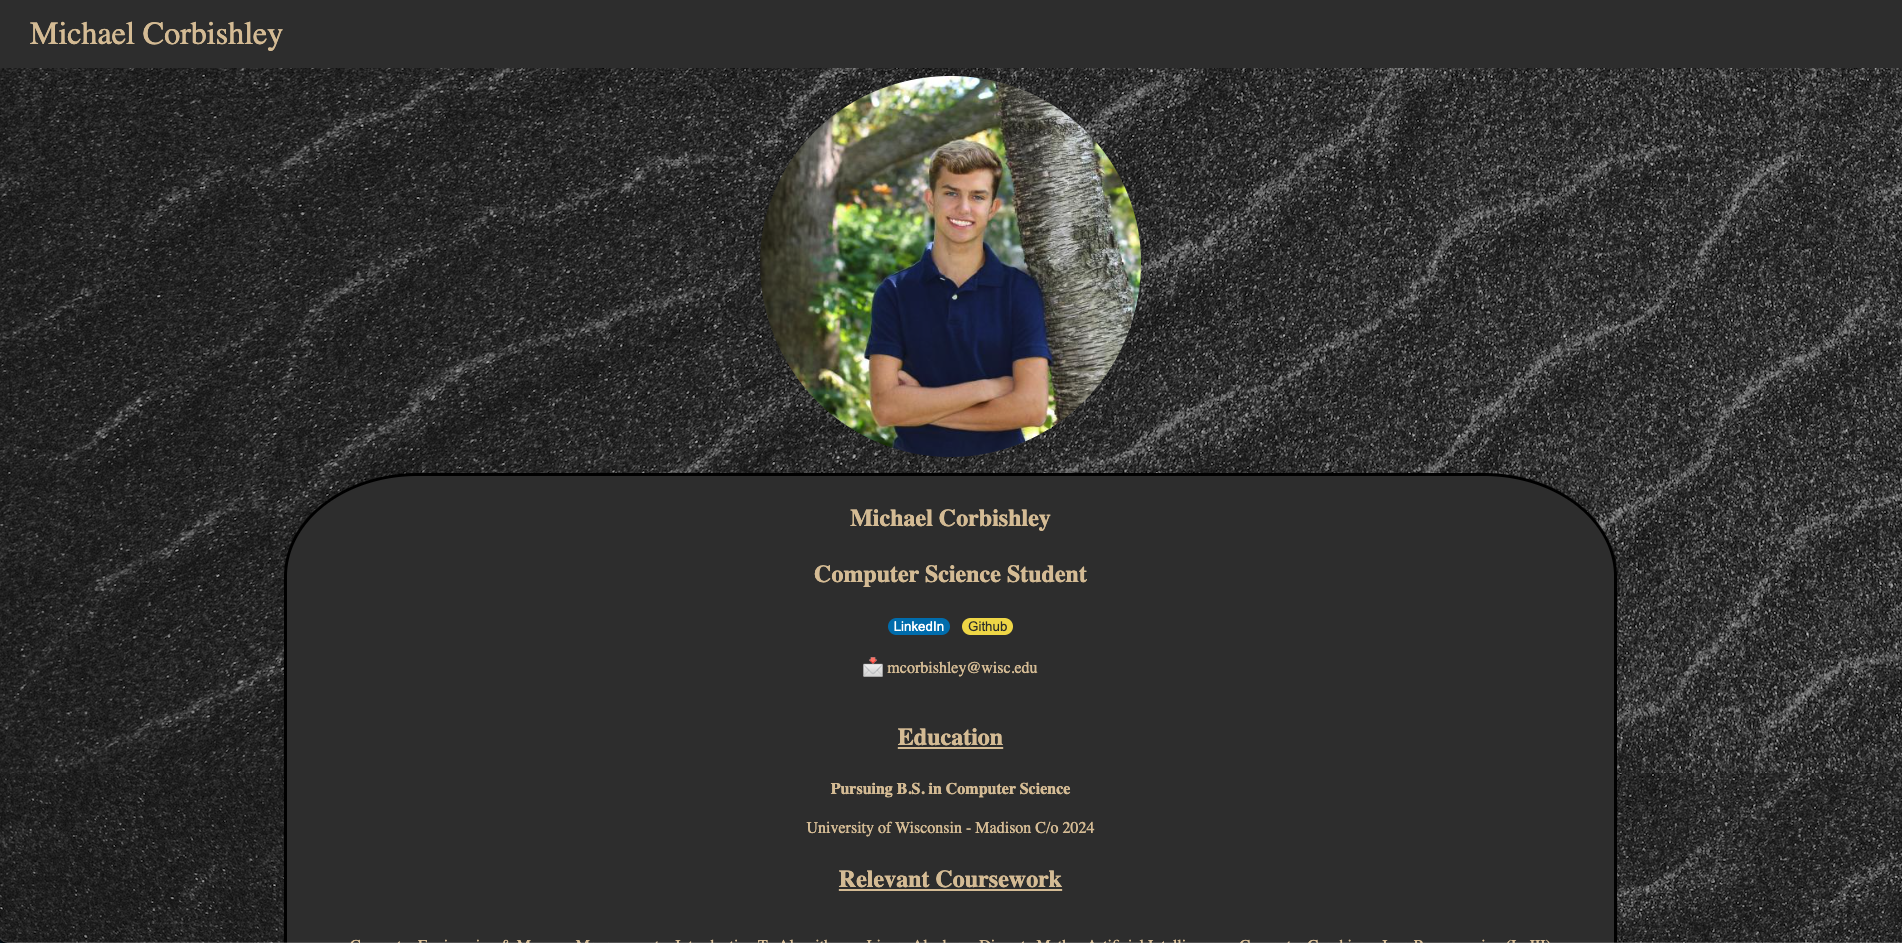 Michael Corbishley
Michael Corbishley
Computer Science Student
LinkedIn Github
mcorbishley@wisc.edu
Education
Pursuing B.S. in Computer Science
University of Wisconsin - Madison C/o 2024
Relevant Coursework